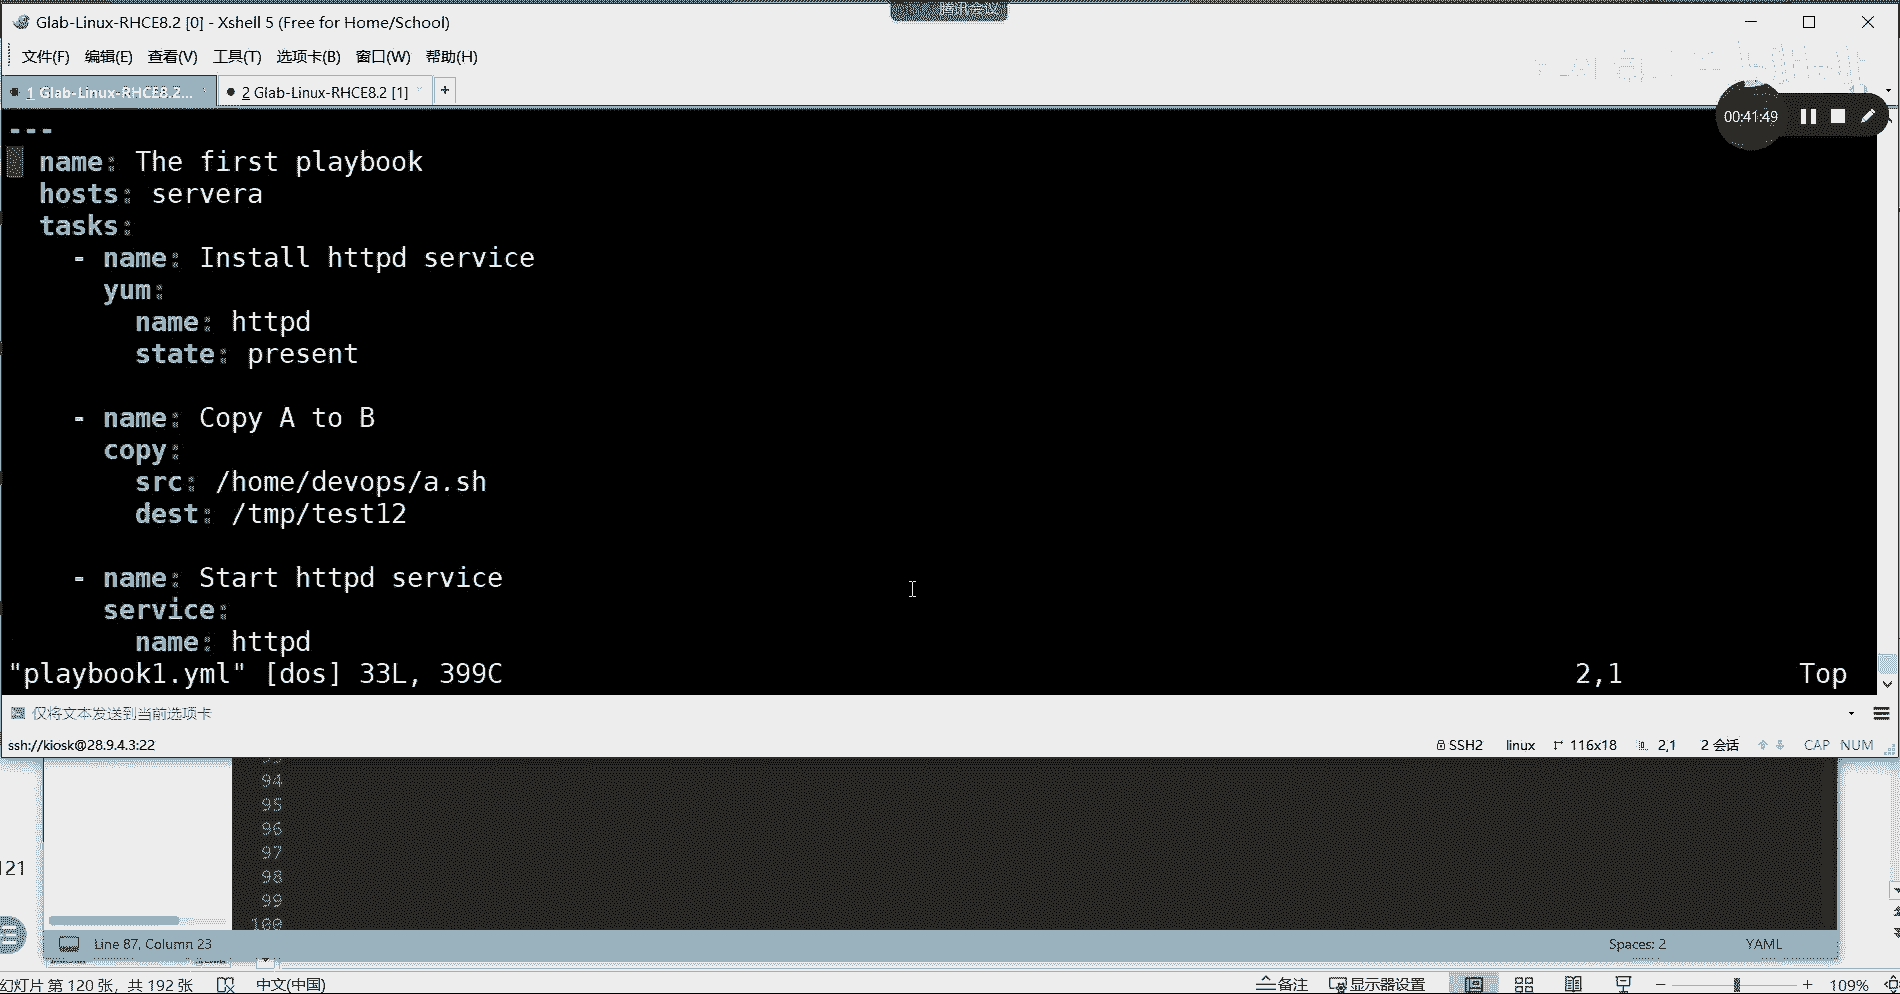 腾讯会议
Glab-Linux-RHCE8.2 [0] - Xshell 5 (Free for Home/School)
文件(F) 编辑(E) 查看(V) 工具(T) 选项卡(B) 窗口(W) 帮助(H)
1 Glab-Linux-RHCE8.2... 2 Glab-Linux-RHCE8.2 [1] +
00:41:49
---
name: The first playbook
hosts: servera
tasks:
- name: Install httpd service
yum:
name: httpd
state: present
- name: Copy A to B
copy:
src: /home/devops/a.sh
dest: /tmp/test12
- name: Start httpd service
service:
name: httpd
"playbook1.yml" [dos] 33L, 399C 2,1 Top
仅将文本发送到当前选项卡
ssh://kiosk@28.9.4.3:22 SSH2 linux 116x18 2,1 2 会话 CAP NUM
94
95
96
97
98
99
100
121
Line 87, Column 23 Spaces: 2 YAML
幻灯片 第 120 张，共 192 张 中文(中国) 备注 显示器设置 − + 109%